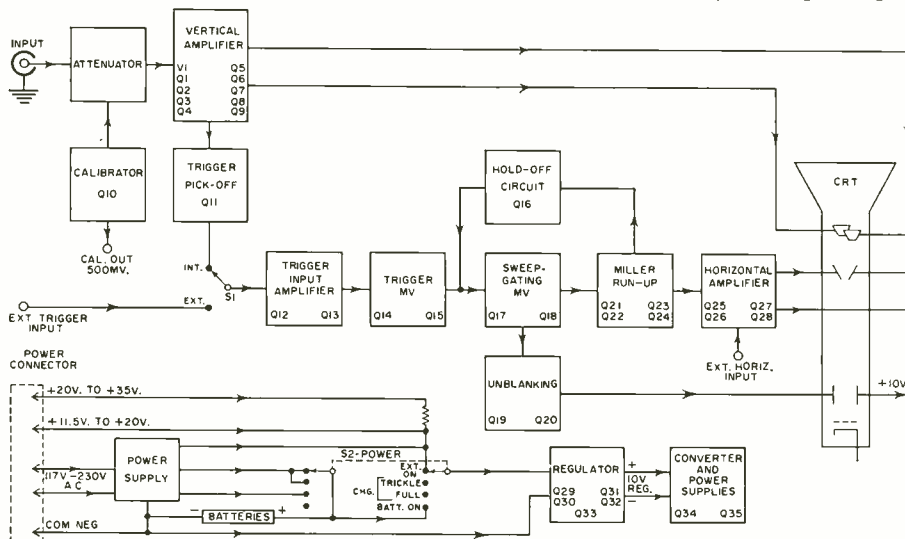 INPUT
ATTENUATOR
VERTICAL
AMPLIFIER
V1 Q5
Q1 Q6
Q2 Q7
Q3 Q8
Q4 Q9
CALIBRATOR
Q10
CAL. OUT
500MV.
TRIGGER
PICK-OFF
Q11
INT.
S1
EXT.
EXT TRIGGER
INPUT
TRIGGER
INPUT
AMPLIFIER
Q12 Q13
TRIGGER
MV
Q14 Q15
HOLD-OFF
CIRCUIT
Q16
SWEEP-
GATING
MV
Q17 Q18
MILLER
RUN-UP
Q21 Q23
Q22 Q24
HORIZONTAL
AMPLIFIER
Q25 Q27
Q26 Q28
EXT. HORIZ.
INPUT
CRT
UNBLANKING
Q19 Q20
+10V
POWER
CONNECTOR
+20V. TO +35V.
+11.5V. TO +20V.
117V-230V
AC
COM NEG
POWER
SUPPLY
- BATTERIES +
S2-POWER
EXT.
ON
TRICKLE
CHG.
FULL
BATT. ON
REGULATOR
Q29 Q31
Q30 Q32
Q33
+
10V
REG.
-
CONVERTER
AND
POWER
SUPPLIES
Q34 Q35